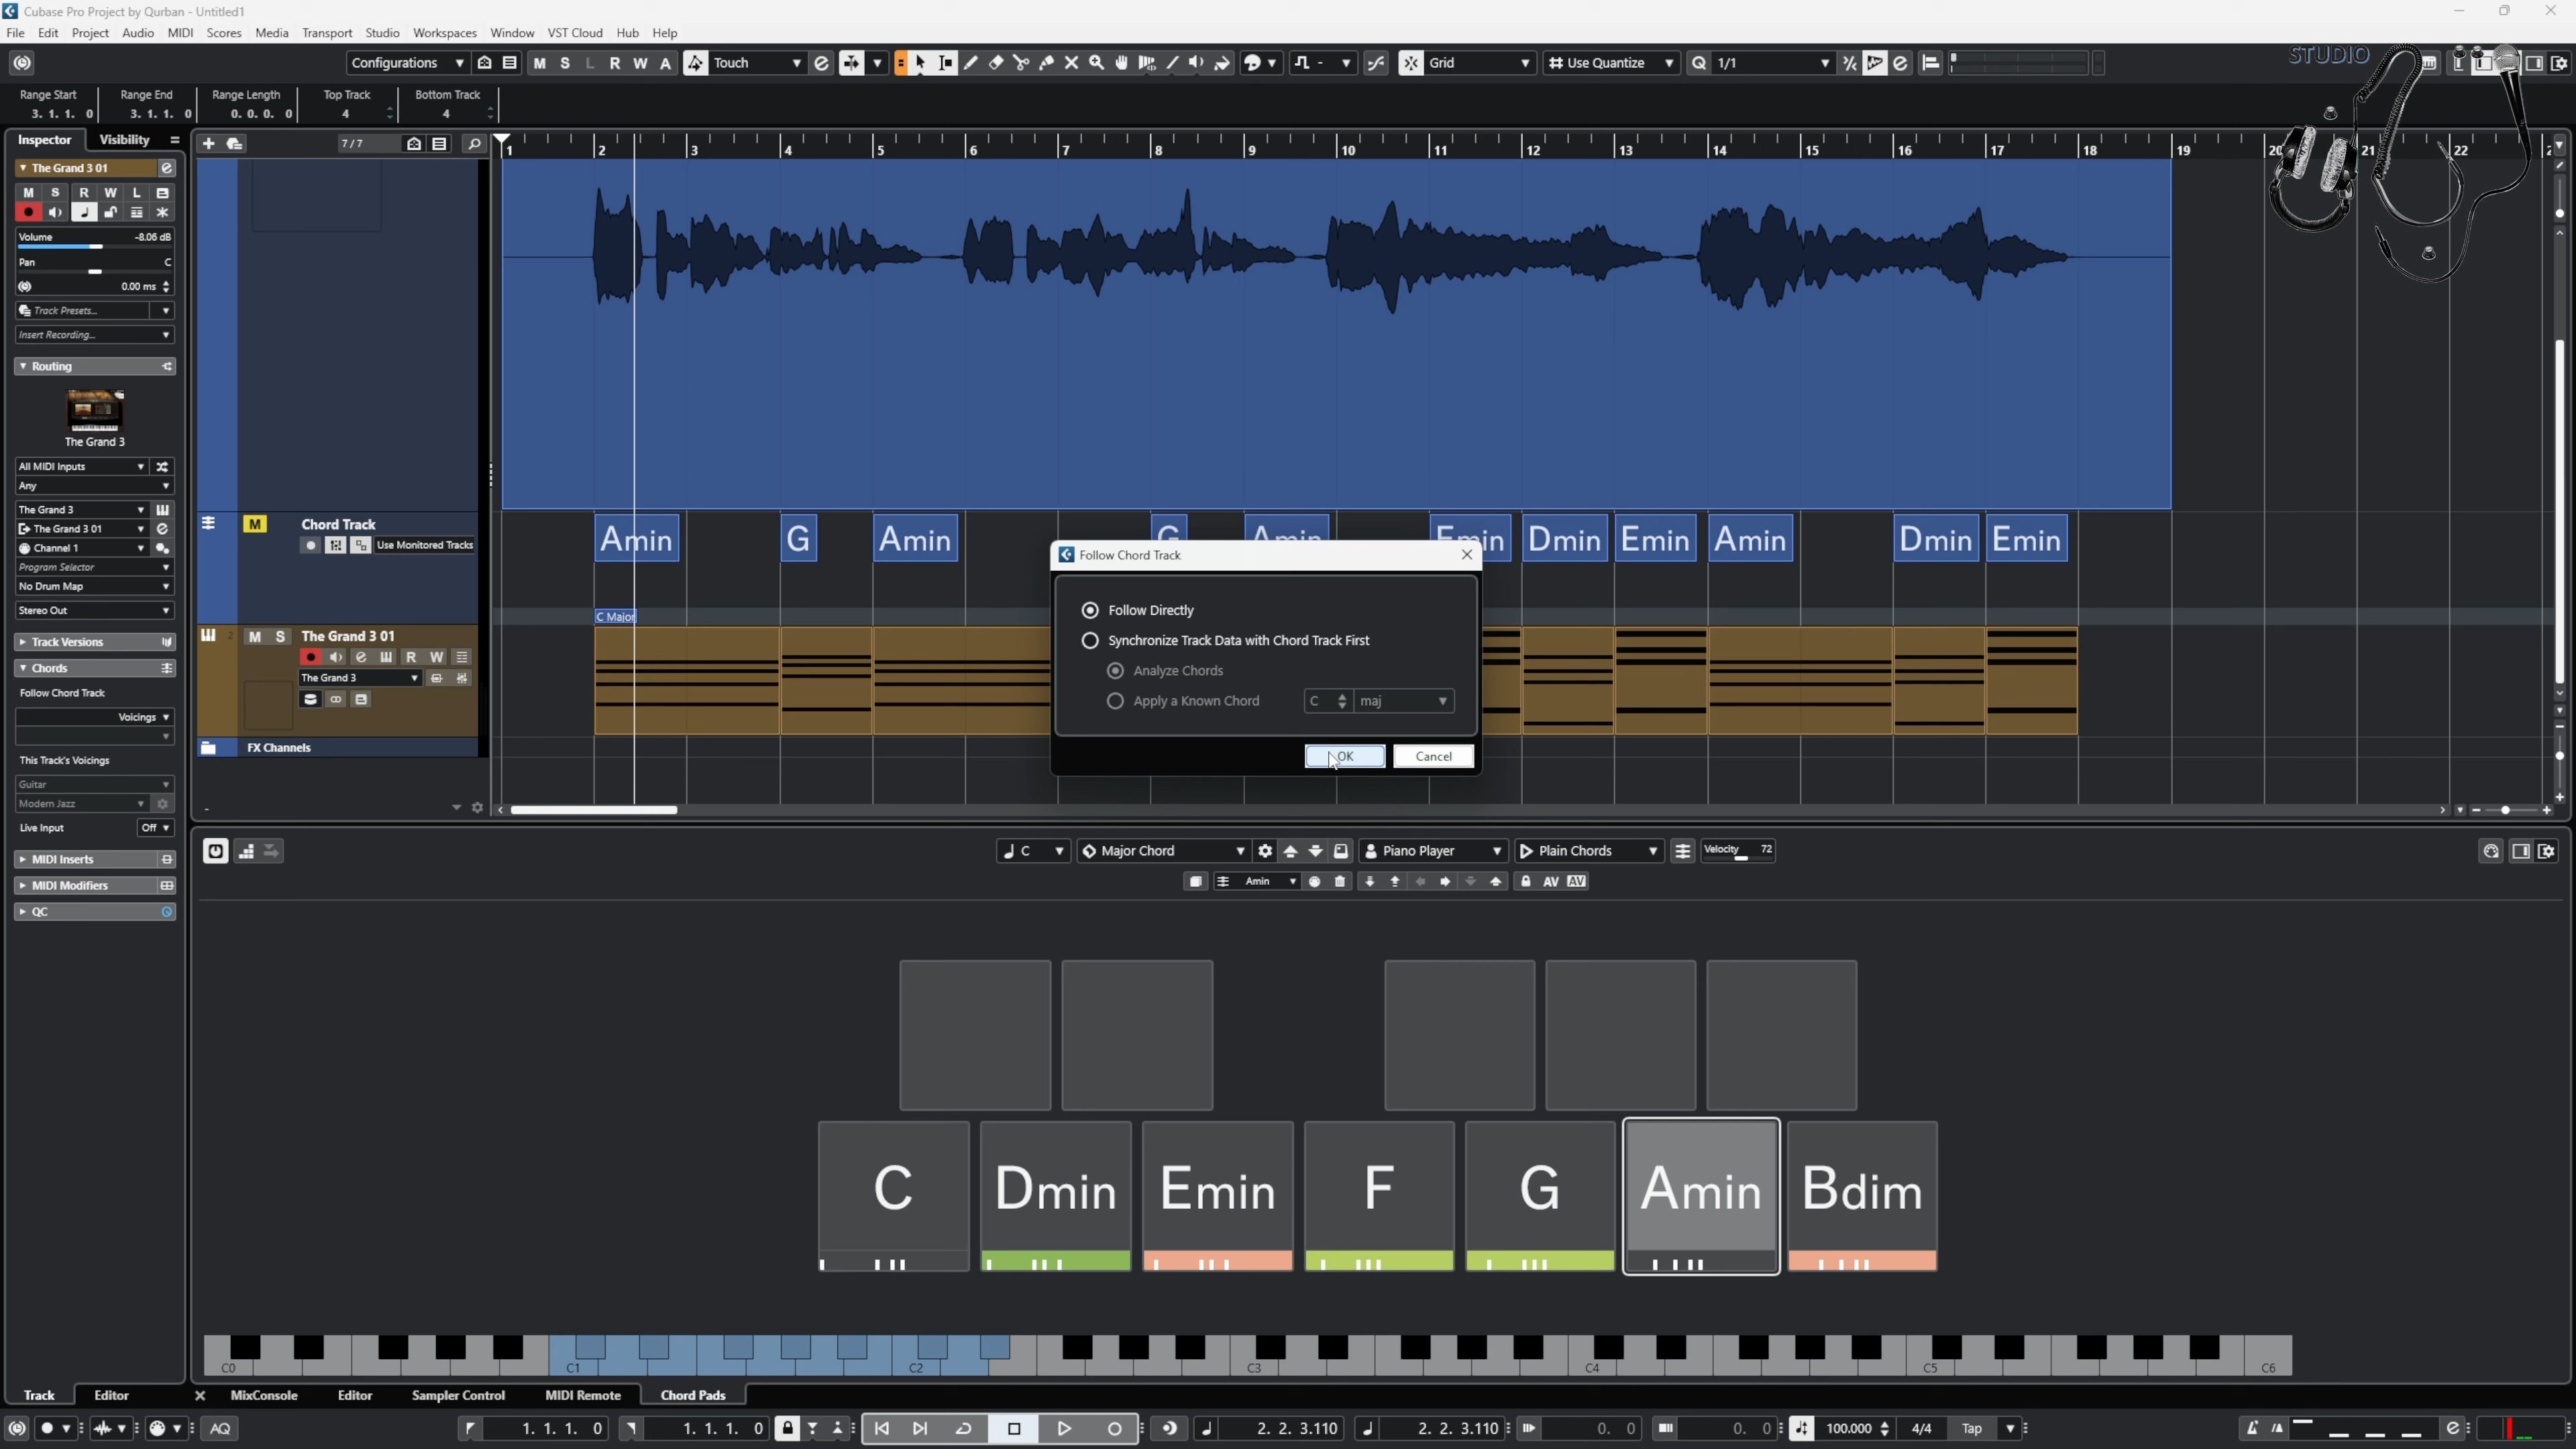 Cubase Pro Project by Qurban - Untitled1
File Edit Project Audio MIDI Scores Media Transport Studio Workspaces Window VST Cloud Hub Help
Configurations M S L R W A Touch Grid Use Quantize Q 1/1
STUDIO
Range Start Range End Range Length Top Track Bottom Track
3. 1. 1. 0 3. 1. 1. 0 0. 0. 0. 0 4 4
Inspector Visibility 7/7
1 2 3 4 5 6 7 8 9 10 11 12 13 14 15 16 17 18 19 20 21 22
The Grand 3 01
M S R W L
Volume -8.06 dB
Pan C
0.00 ms
Track Presets...
Insert Recording...
Routing
The Grand 3
All MIDI Inputs
Any
The Grand 3
The Grand 3 01
Channel 1
Program Selector
No Drum Map
Stereo Out
Track Versions
Chords
Follow Chord Track
Voicings
This Track's Voicings
Guitar
Modern Jazz
Live Input Off
MIDI Inserts
MIDI Modifiers
QC
M Chord Track
Use Monitored Tracks
Amin G Amin G Amin Emin Dmin Emin Amin Dmin Emin
C Major
2 M S The Grand 3 01
R W
The Grand 3
FX Channels
Follow Chord Track
Follow Directly
Synchronize Track Data with Chord Track First
Analyze Chords
Apply a Known Chord C maj
OK Cancel
C Major Chord Piano Player Plain Chords Velocity 72
Amin AV AV
C Dmin Emin F G Amin Bdim
C0 C1 C2 C3 C4 C5 C6
Track Editor MixConsole Editor Sampler Control MIDI Remote Chord Pads
AQ 1. 1. 1. 0 1. 1. 1. 0 2. 2. 3.110 2. 2. 3.110 0. 0 0. 0 100.000 4/4 Tap